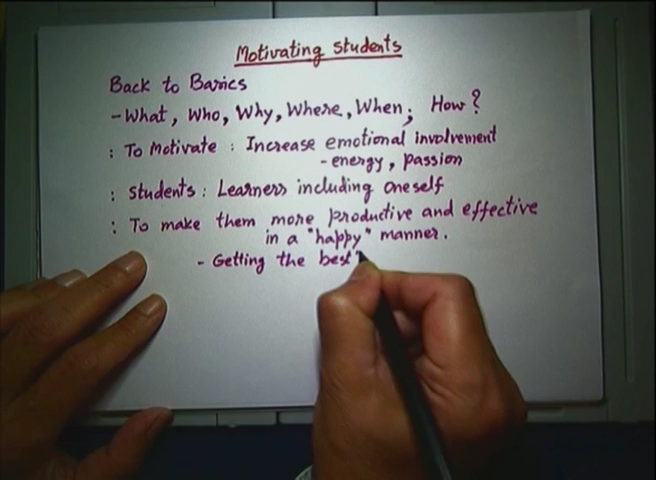 Motivating Students
Back to Basics
- What, Who, Why, Where, When; How?
: To Motivate : Increase emotional involvement
- energy, passion
: Students : Learners including oneself
: To make them more productive and effective
in a "happy" manner.
- Getting the best